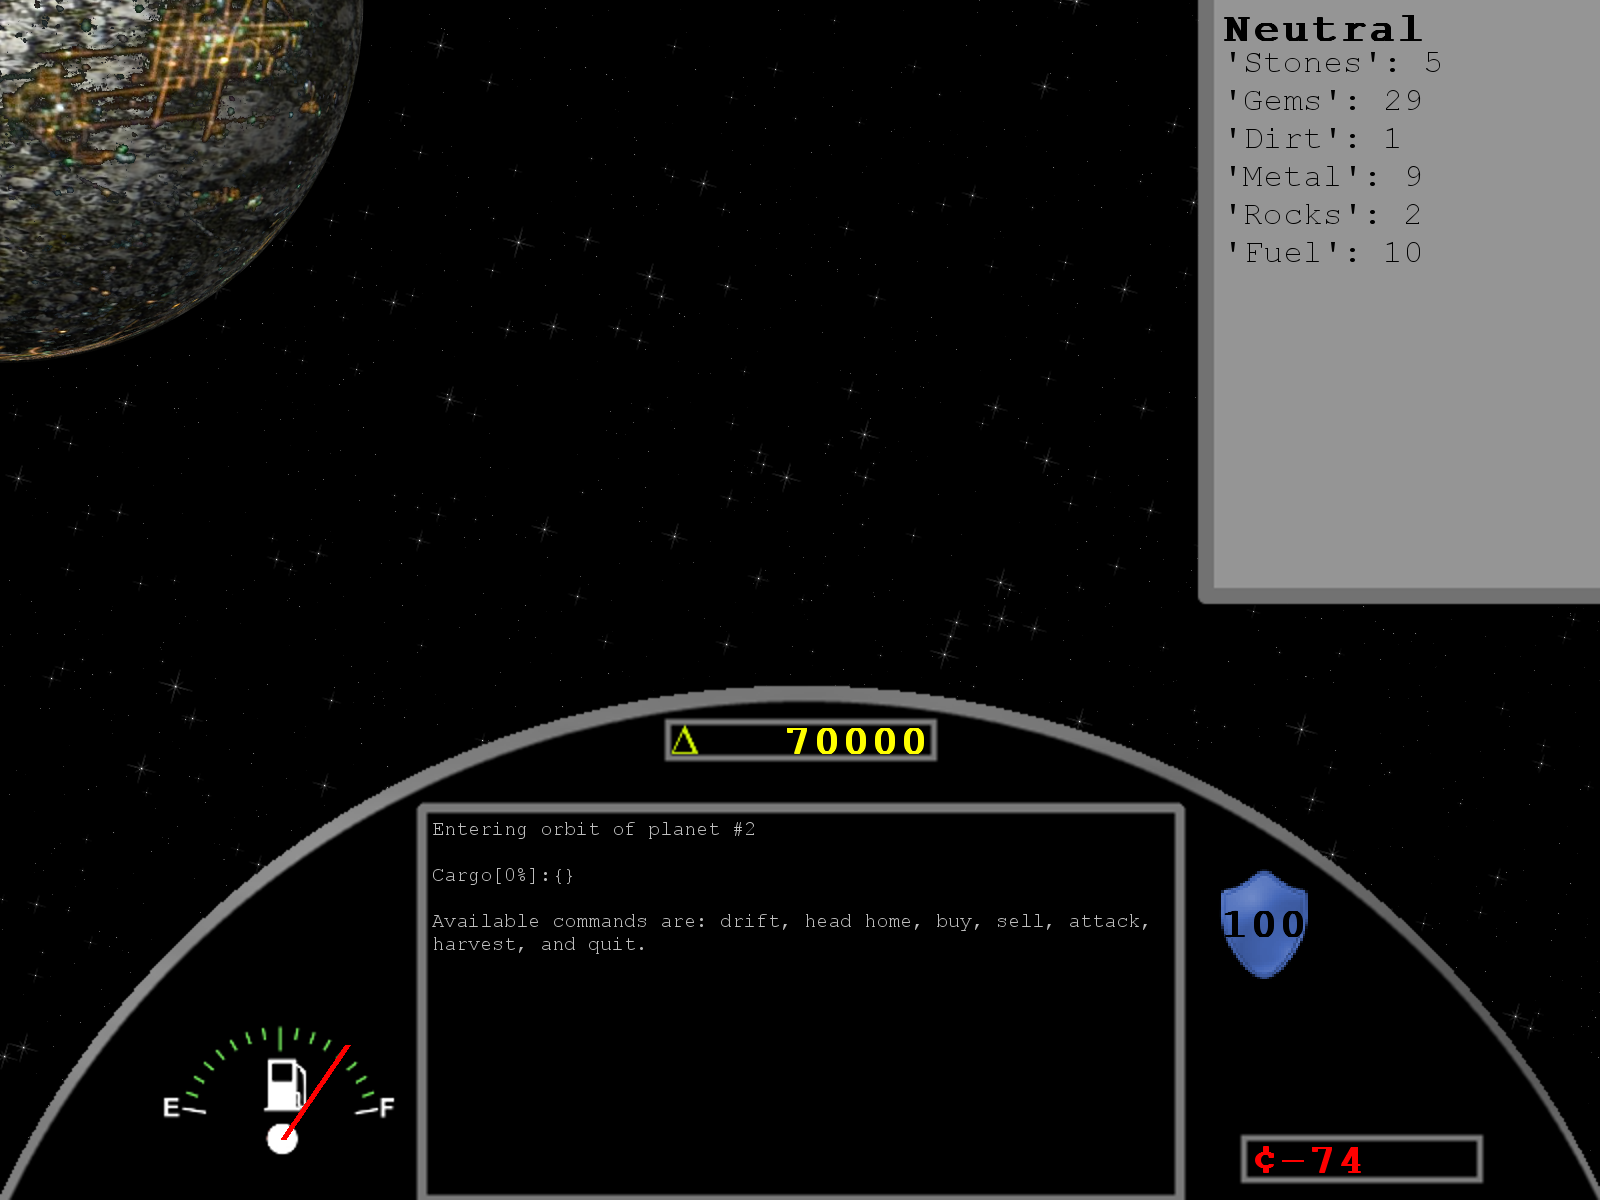 Neutral
'Stones': 5
'Gems': 29
'Dirt': 1
'Metal': 9
'Rocks': 2
'Fuel': 10
Δ 70000
Entering orbit of planet #2
Cargo[0%]:{}
Available commands are: drift, head home, buy, sell, attack,
harvest, and quit.
100
E F
¢-74